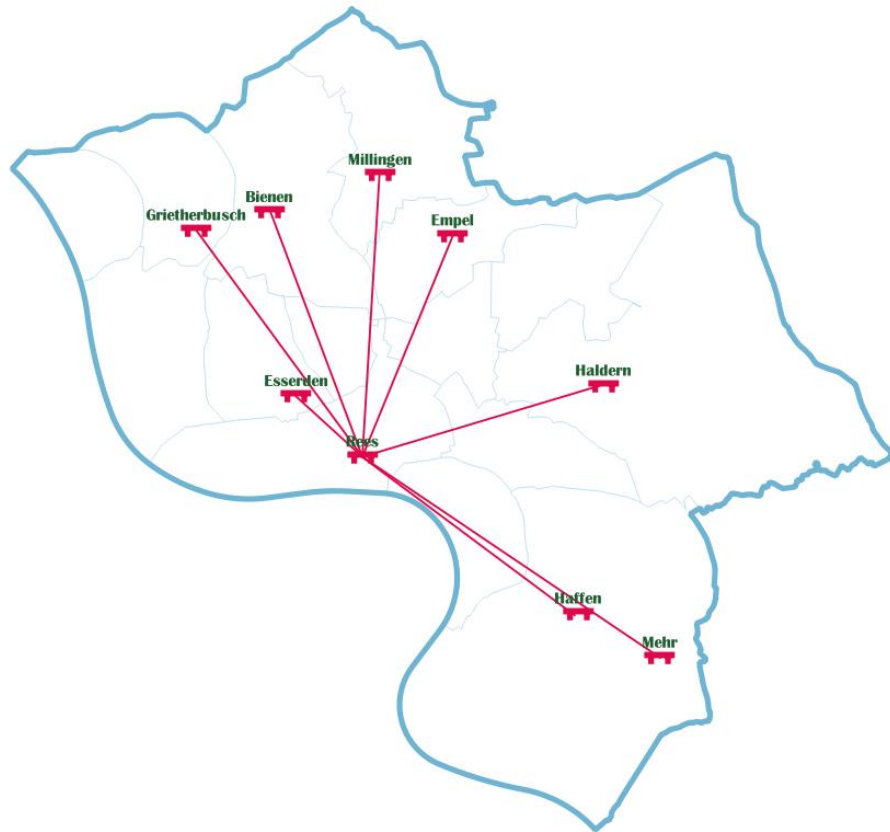 Millingen
Bienen
Grietherbusch
Empel
Haldern
Esserden
Rees
Haffen
Mehr